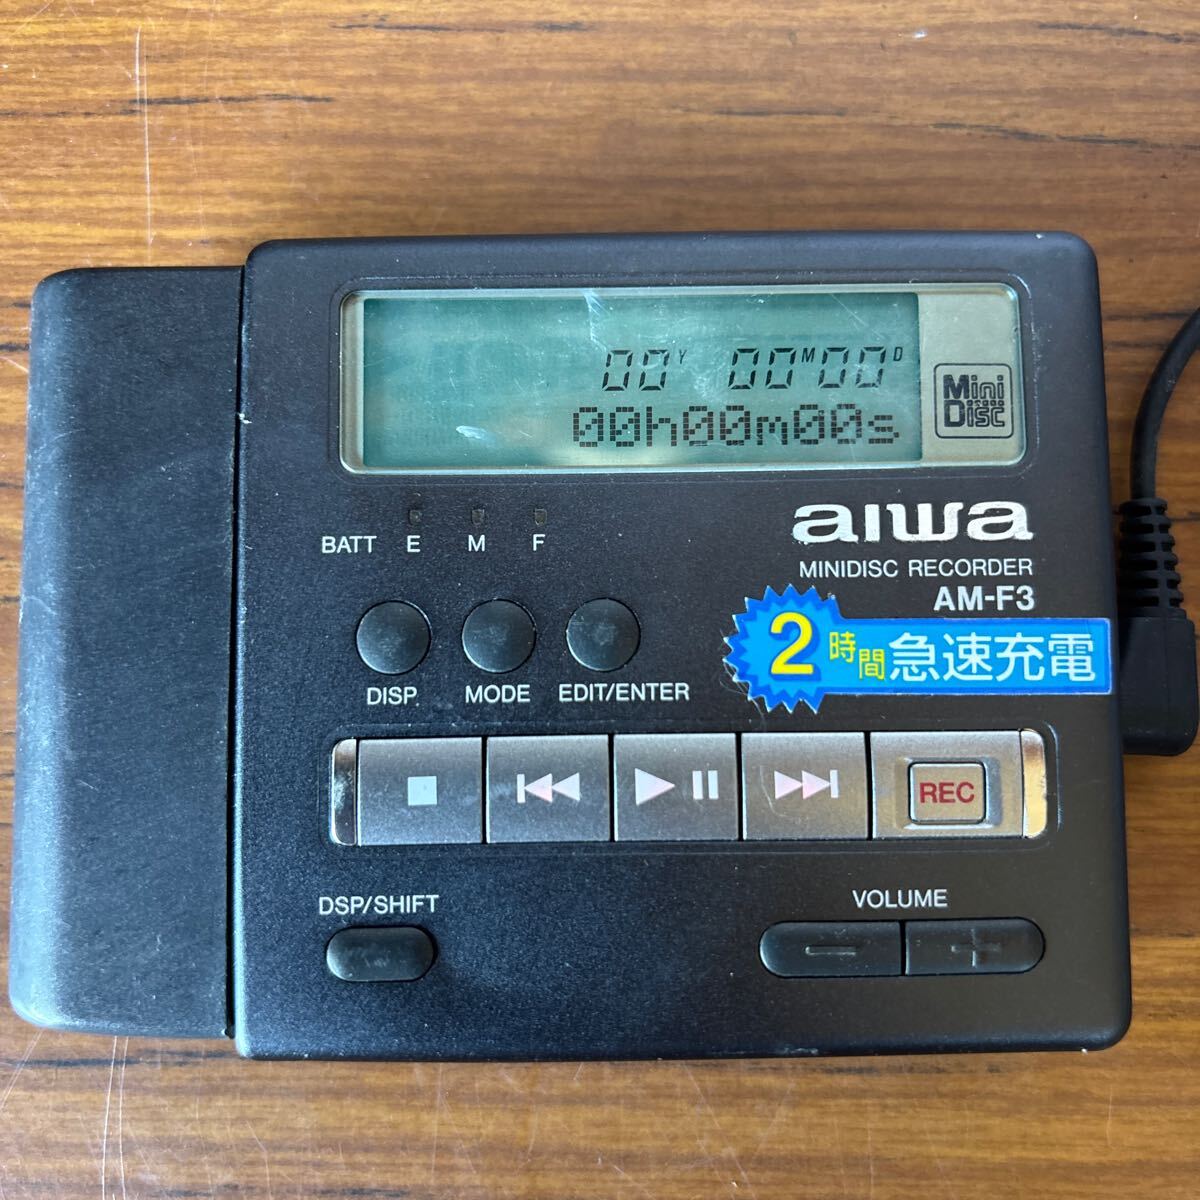 00Y 00M00D
00h00m00s
Mini
Disc
aiwa
MINIDISC RECORDER
AM-F3
BATT E M F
2時間急速充電
DISP. MODE EDIT/ENTER
REC
DSP/SHIFT
VOLUME
− +